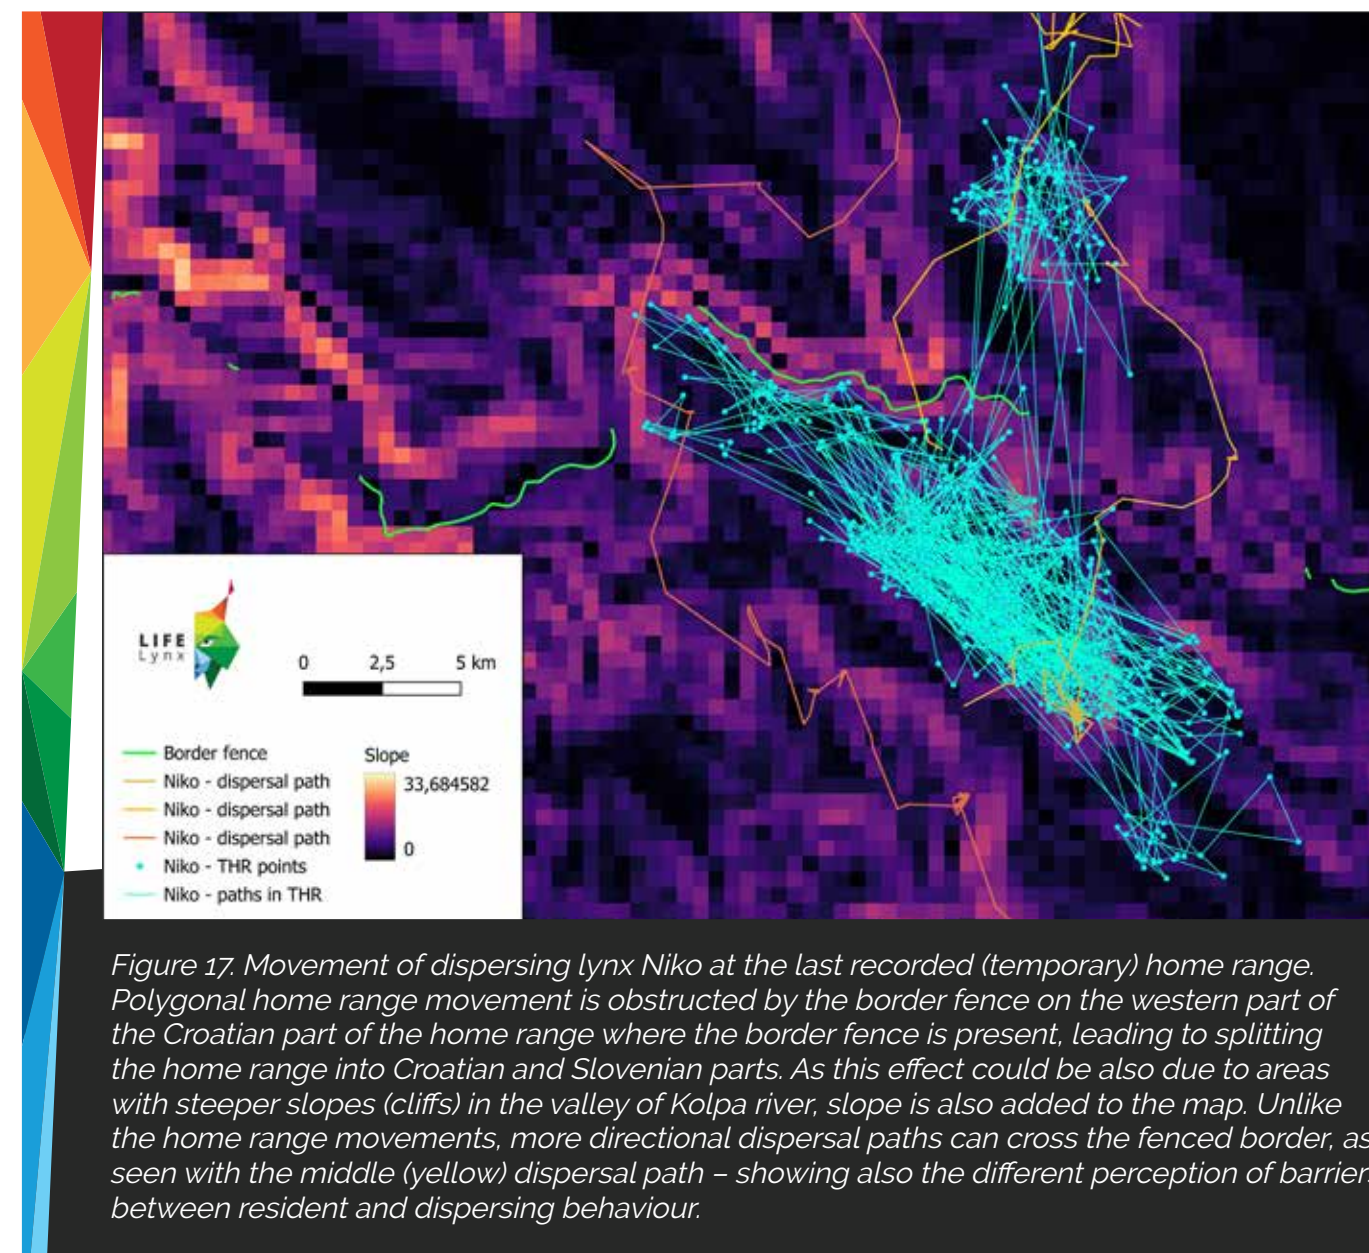 LIFE
Lynx
0 2,5 5 km
Border fence
Niko - dispersal path
Niko - dispersal path
Niko - dispersal path
Niko - THR points
Niko - paths in THR
Slope
33,684582
0
Figure 17. Movement of dispersing lynx Niko at the last recorded (temporary) home range.
Polygonal home range movement is obstructed by the border fence on the western part of
the Croatian part of the home range where the border fence is present, leading to splitting
the home range into Croatian and Slovenian parts. As this effect could be also due to areas
with steeper slopes (cliffs) in the valley of Kolpa river, slope is also added to the map. Unlike
the home range movements, more directional dispersal paths can cross the fenced border, as
seen with the middle (yellow) dispersal path – showing also the different perception of barriers
between resident and dispersing behaviour.